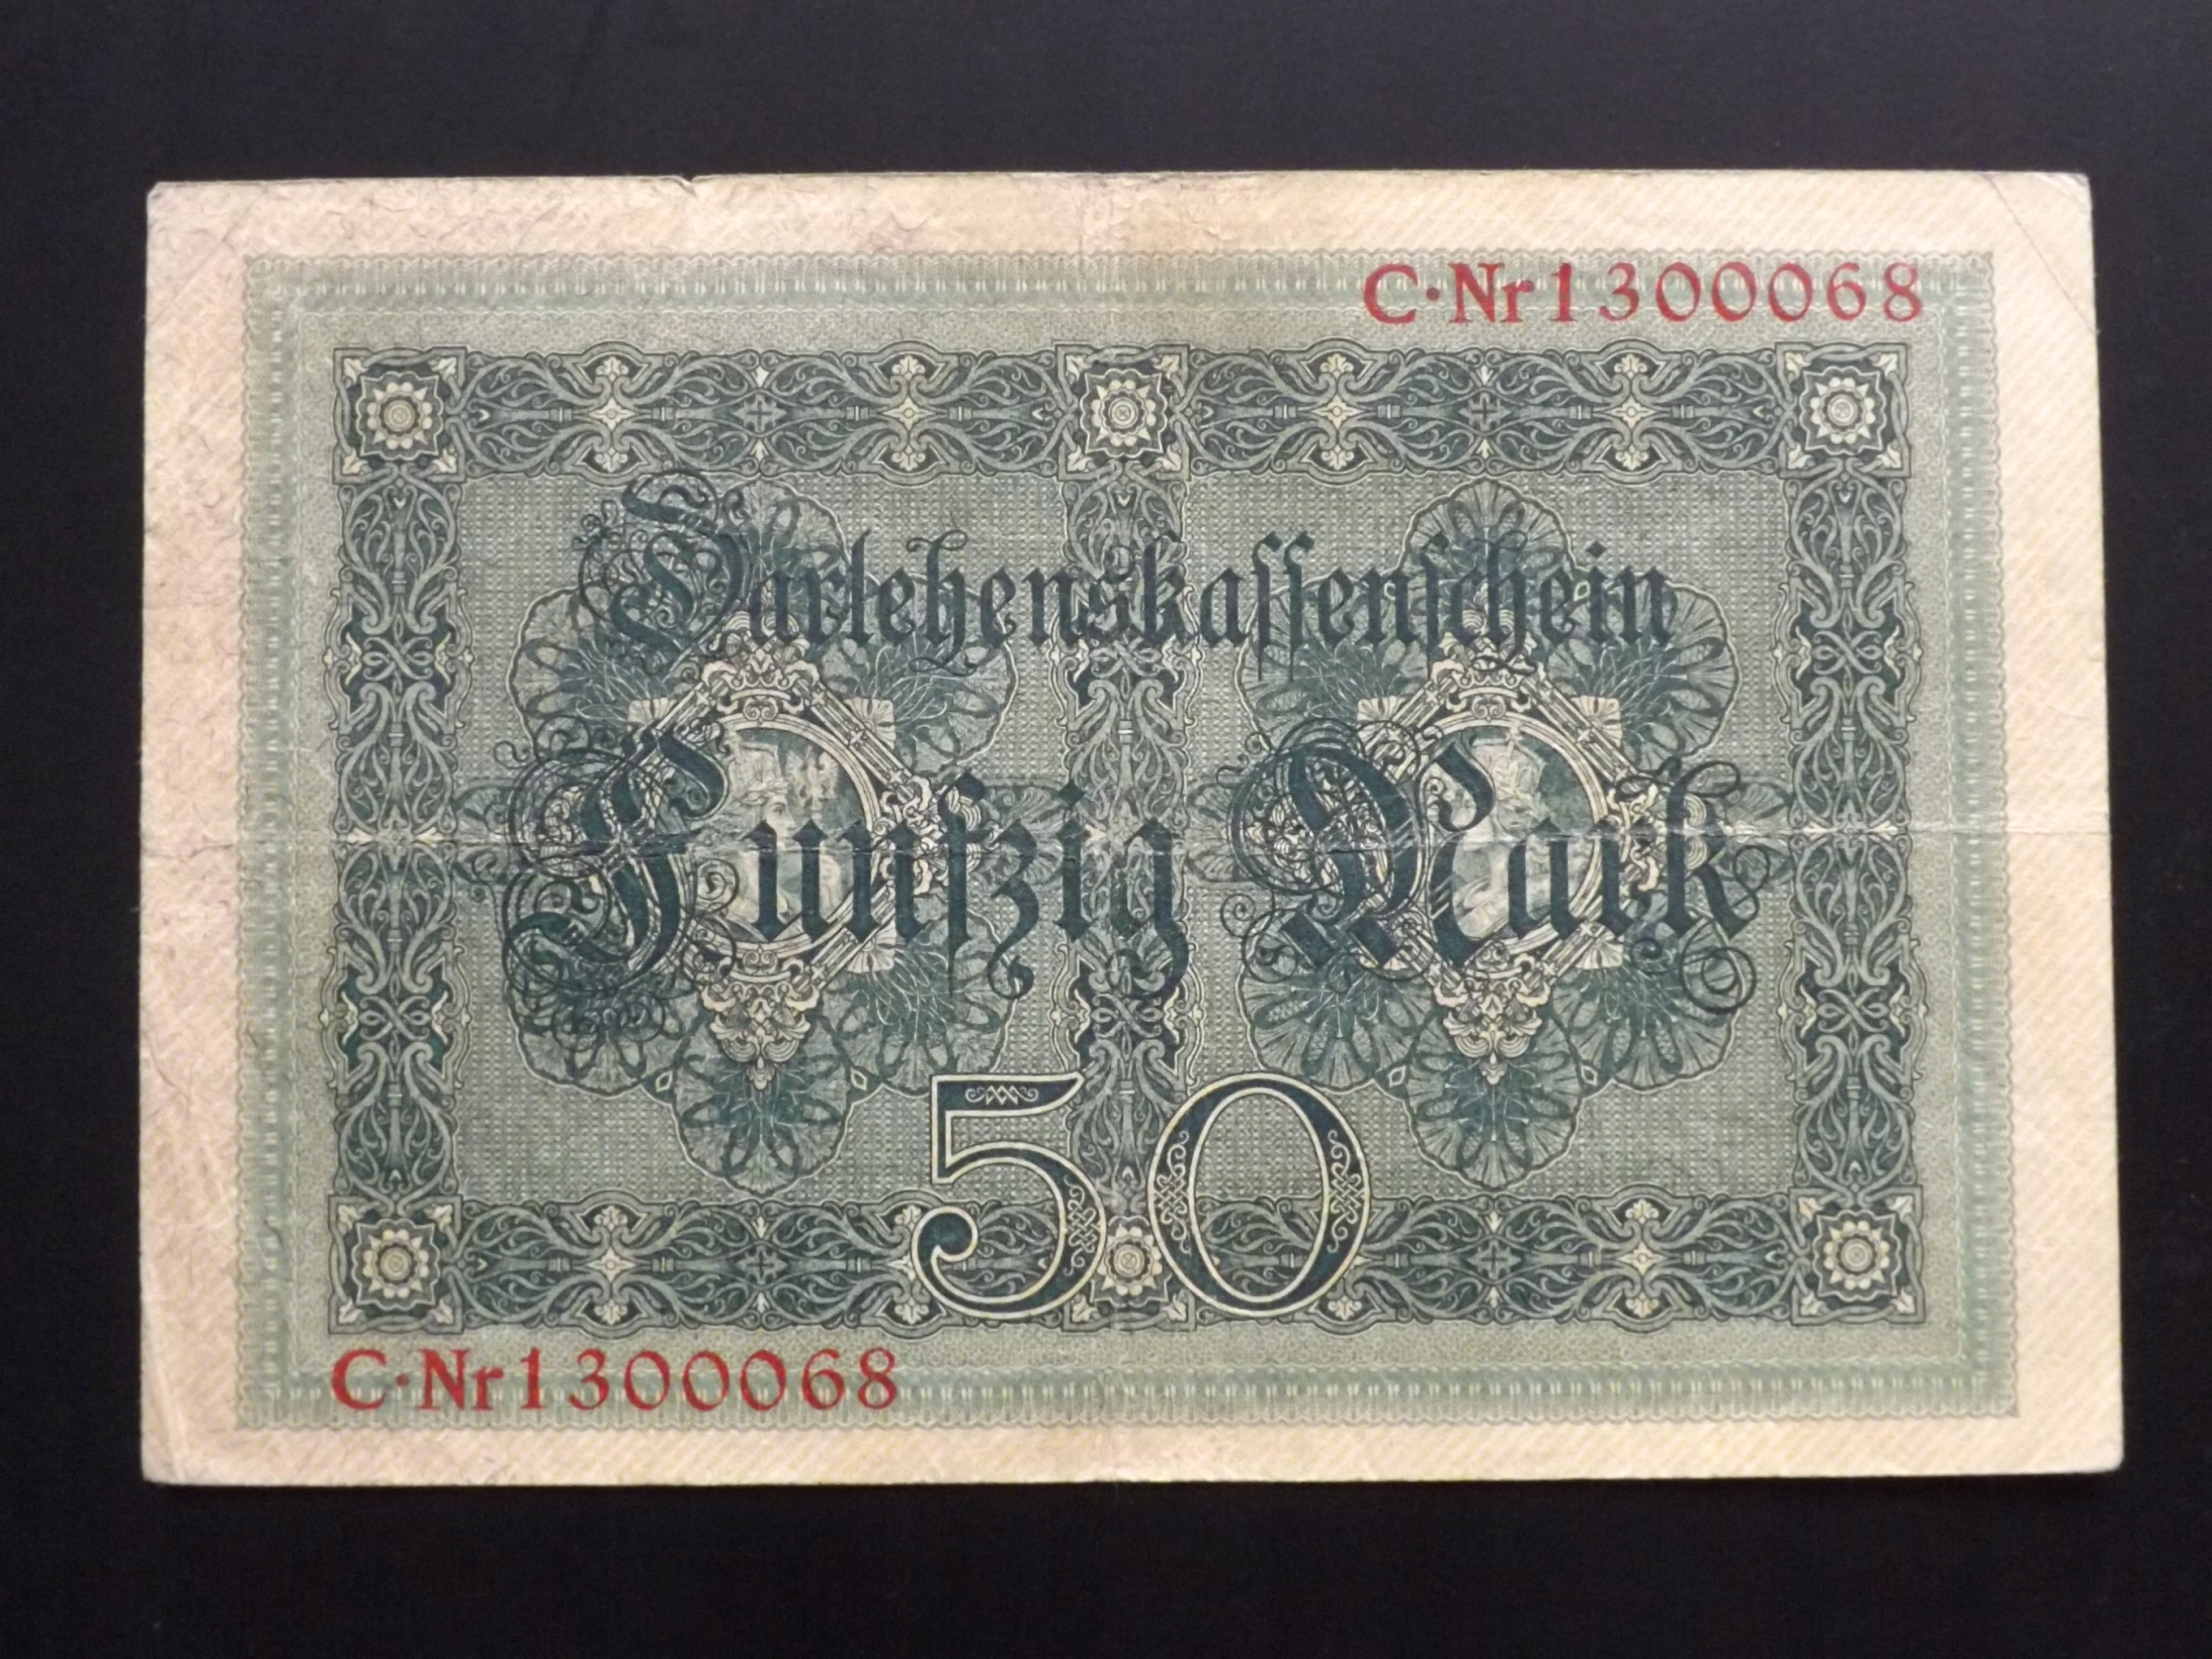 C·Nr1300068
Darlehenskaſſenſchein
Fünfzig Mark
50
C·Nr1300068